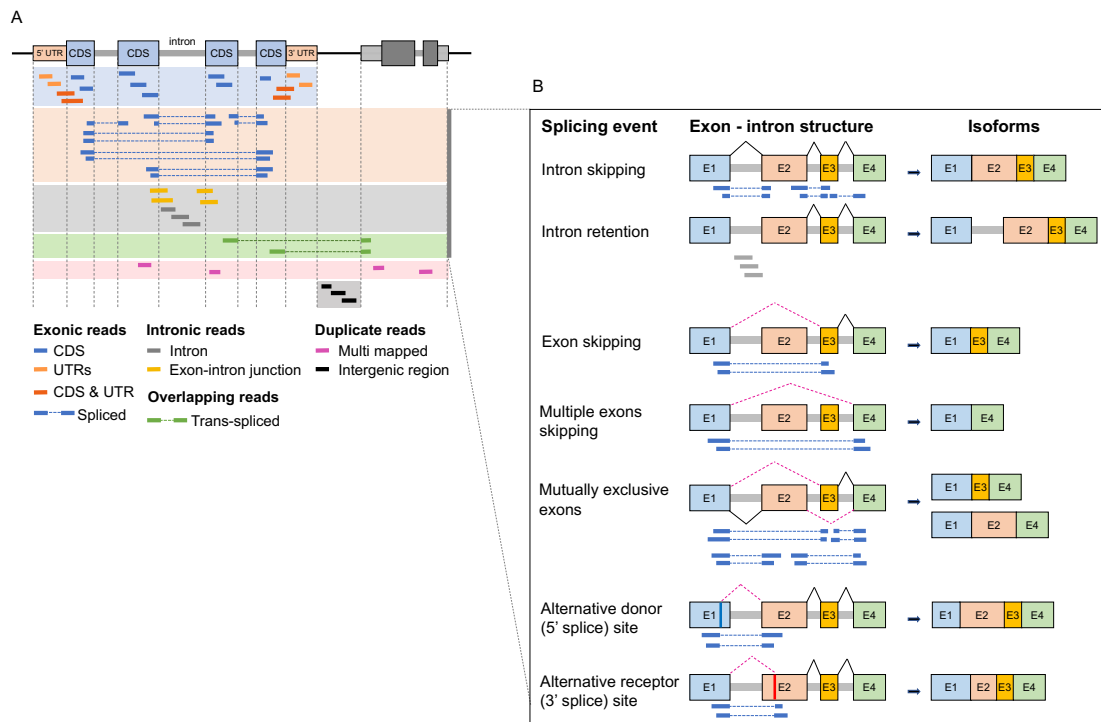 A
5' UTR CDS CDS intron CDS CDS 3' UTR
Exonic reads
CDS
UTRs
CDS & UTR
Spliced
Intronic reads
Intron
Exon-intron junction
Overlapping reads
Trans-spliced
Duplicate reads
Multi mapped
Intergenic region
B
Splicing event Exon - intron structure Isoforms
Intron skipping E1 E2 E3 E4 E1 E2 E3 E4
Intron retention E1 E2 E3 E4 E1 E2 E3 E4
Exon skipping E1 E2 E3 E4 E1 E3 E4
Multiple exons
skipping E1 E2 E3 E4 E1 E4
Mutually exclusive
exons E1 E2 E3 E4 E1 E3 E4
E1 E2 E4
Alternative donor
(5' splice) site E1 E2 E3 E4 E1 E2 E3 E4
Alternative receptor
(3' splice) site E1 E2 E3 E4 E1 E2 E3 E4